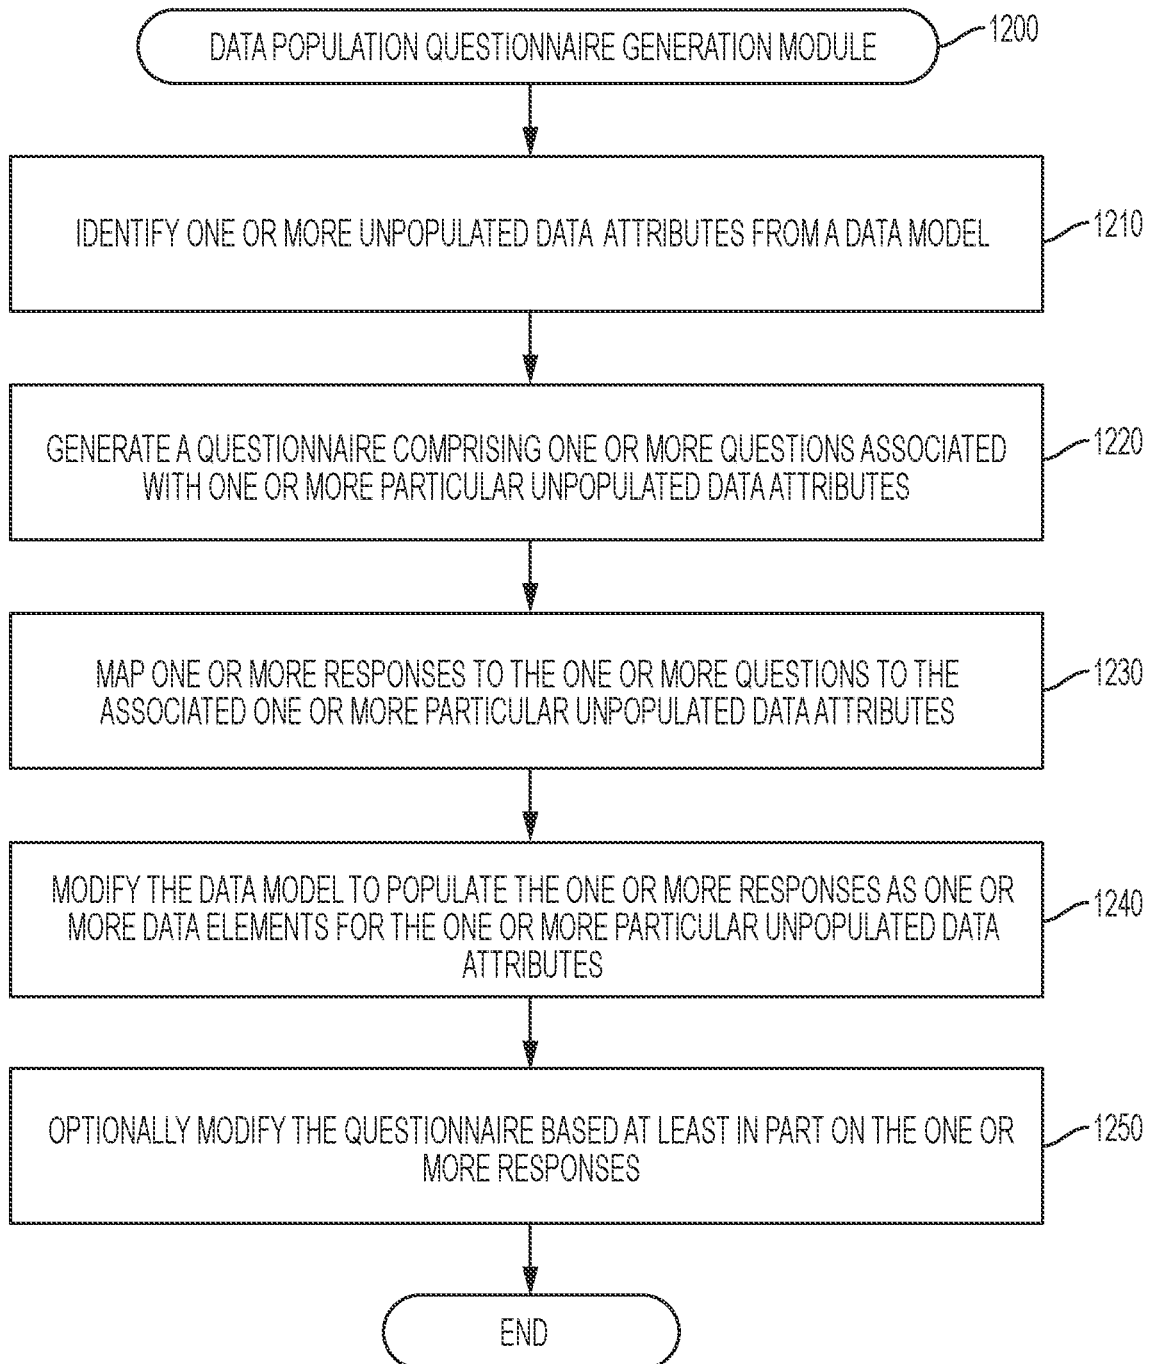 DATA POPULATION QUESTIONNAIRE GENERATION MODULE
1200
IDENTIFY ONE OR MORE UNPOPULATED DATA ATTRIBUTES FROM A DATA MODEL
1210
GENERATE A QUESTIONNAIRE COMPRISING ONE OR MORE QUESTIONS ASSOCIATED
WITH ONE OR MORE PARTICULAR UNPOPULATED DATA ATTRIBUTES
1220
MAP ONE OR MORE RESPONSES TO THE ONE OR MORE QUESTIONS TO THE
ASSOCIATED ONE OR MORE PARTICULAR UNPOPULATED DATA ATTRIBUTES
1230
MODIFY THE DATA MODEL TO POPULATE THE ONE OR MORE RESPONSES AS ONE OR
MORE DATA ELEMENTS FOR THE ONE OR MORE PARTICULAR UNPOPULATED DATA
ATTRIBUTES
1240
OPTIONALLY MODIFY THE QUESTIONNAIRE BASED AT LEAST IN PART ON THE ONE OR
MORE RESPONSES
1250
END